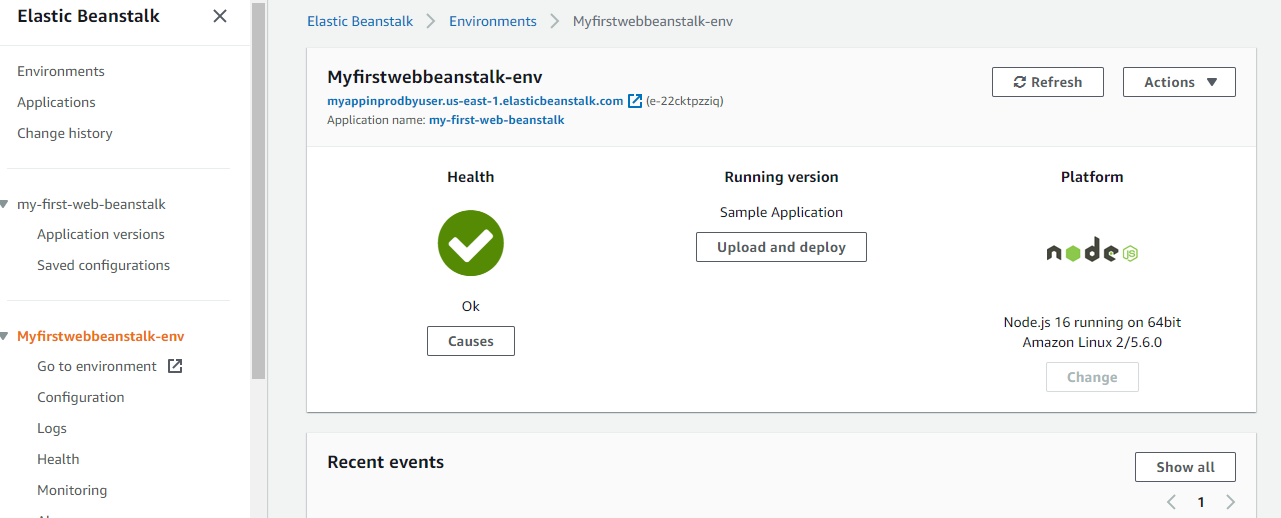 Elastic Beanstalk
Environments
Applications
Change history
my-first-web-beanstalk
Application versions
Saved configurations
Myfirstwebbeanstalk-env
Go to environment
Configuration
Logs
Health
Monitoring
Elastic Beanstalk Environments Myfirstwebbeanstalk-env
Myfirstwebbeanstalk-env
Refresh
Actions
myappinprodbyuser.us-east-1.elasticbeanstalk.com (e-22cktpzziq)
Application name: my-first-web-beanstalk
Health
Ok
Causes
Running version
Sample Application
Upload and deploy
Platform
node JS
Node.js 16 running on 64bit
Amazon Linux 2/5.6.0
Change
Recent events
Show all
1